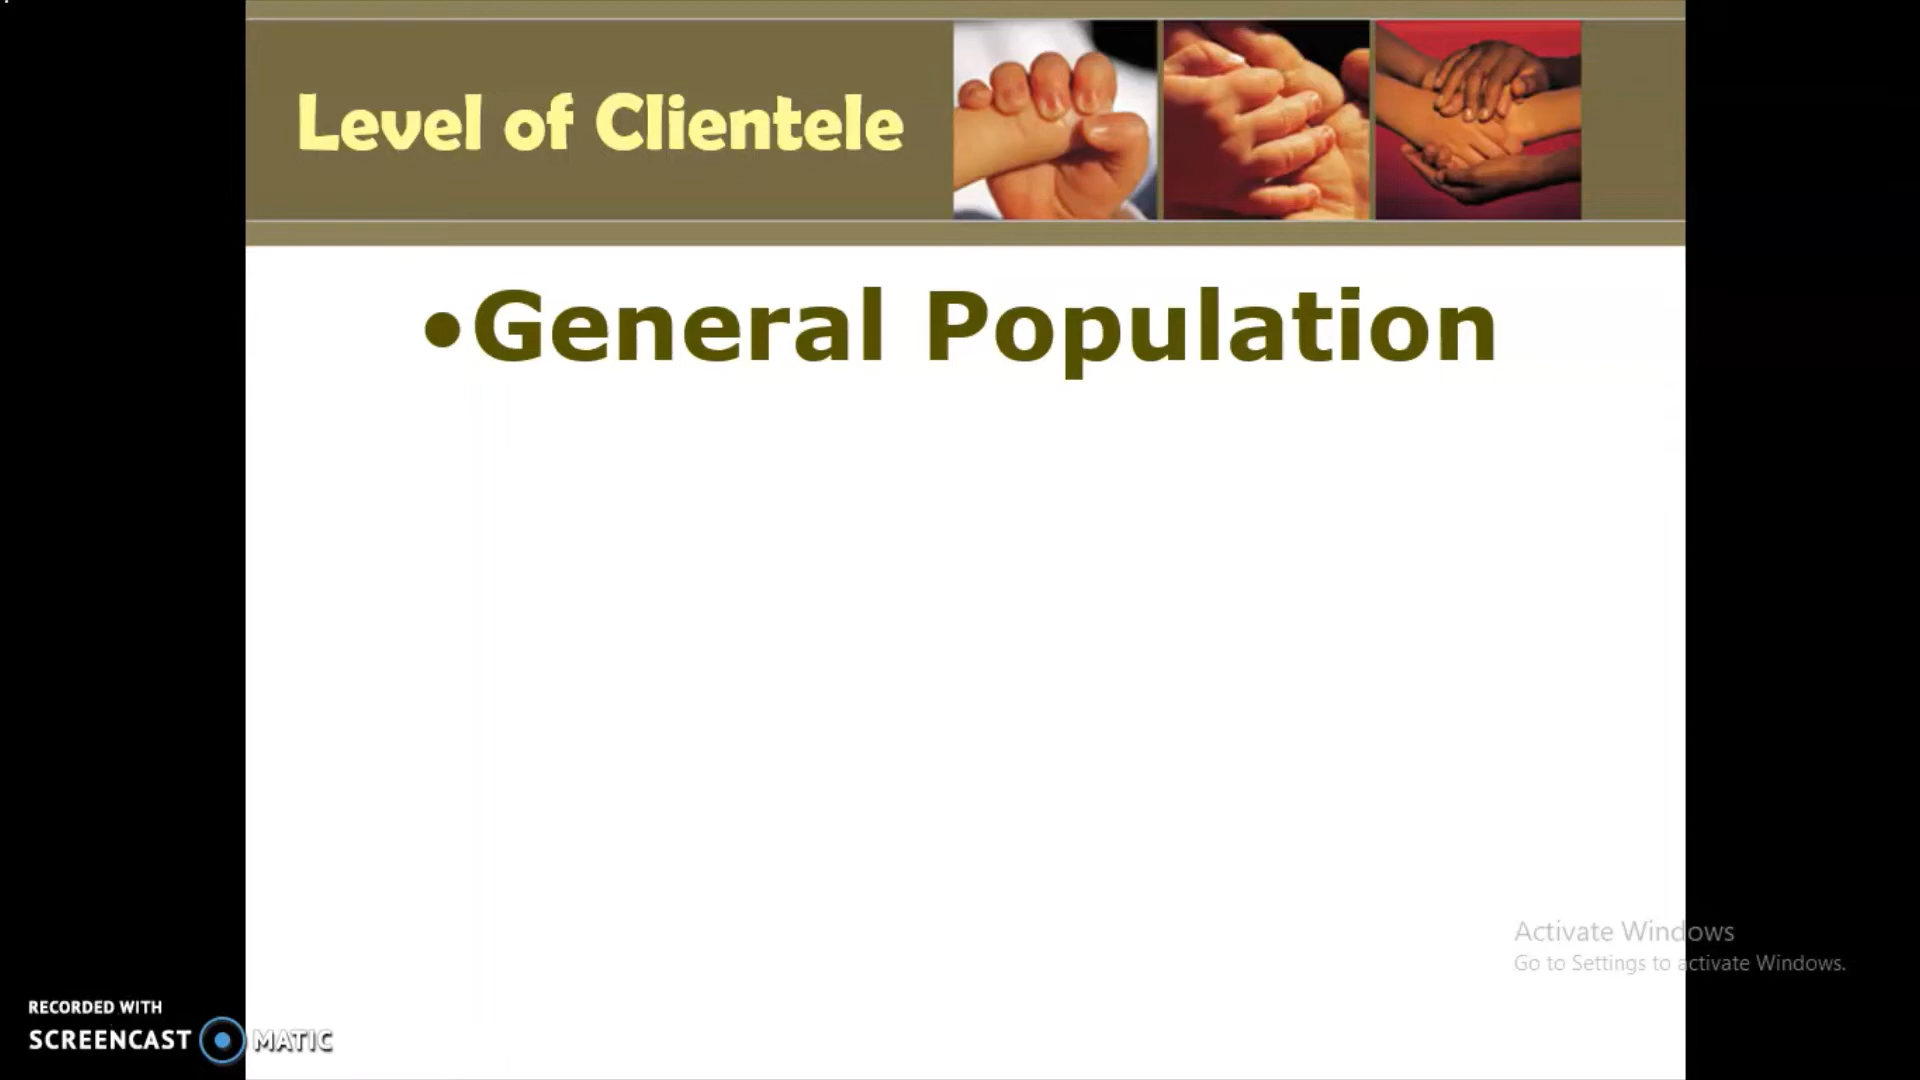 Level of Clientele
•General Population
Activate Windows
Go to Settings to activate Windows.
RECORDED WITH
SCREENCAST MATIC